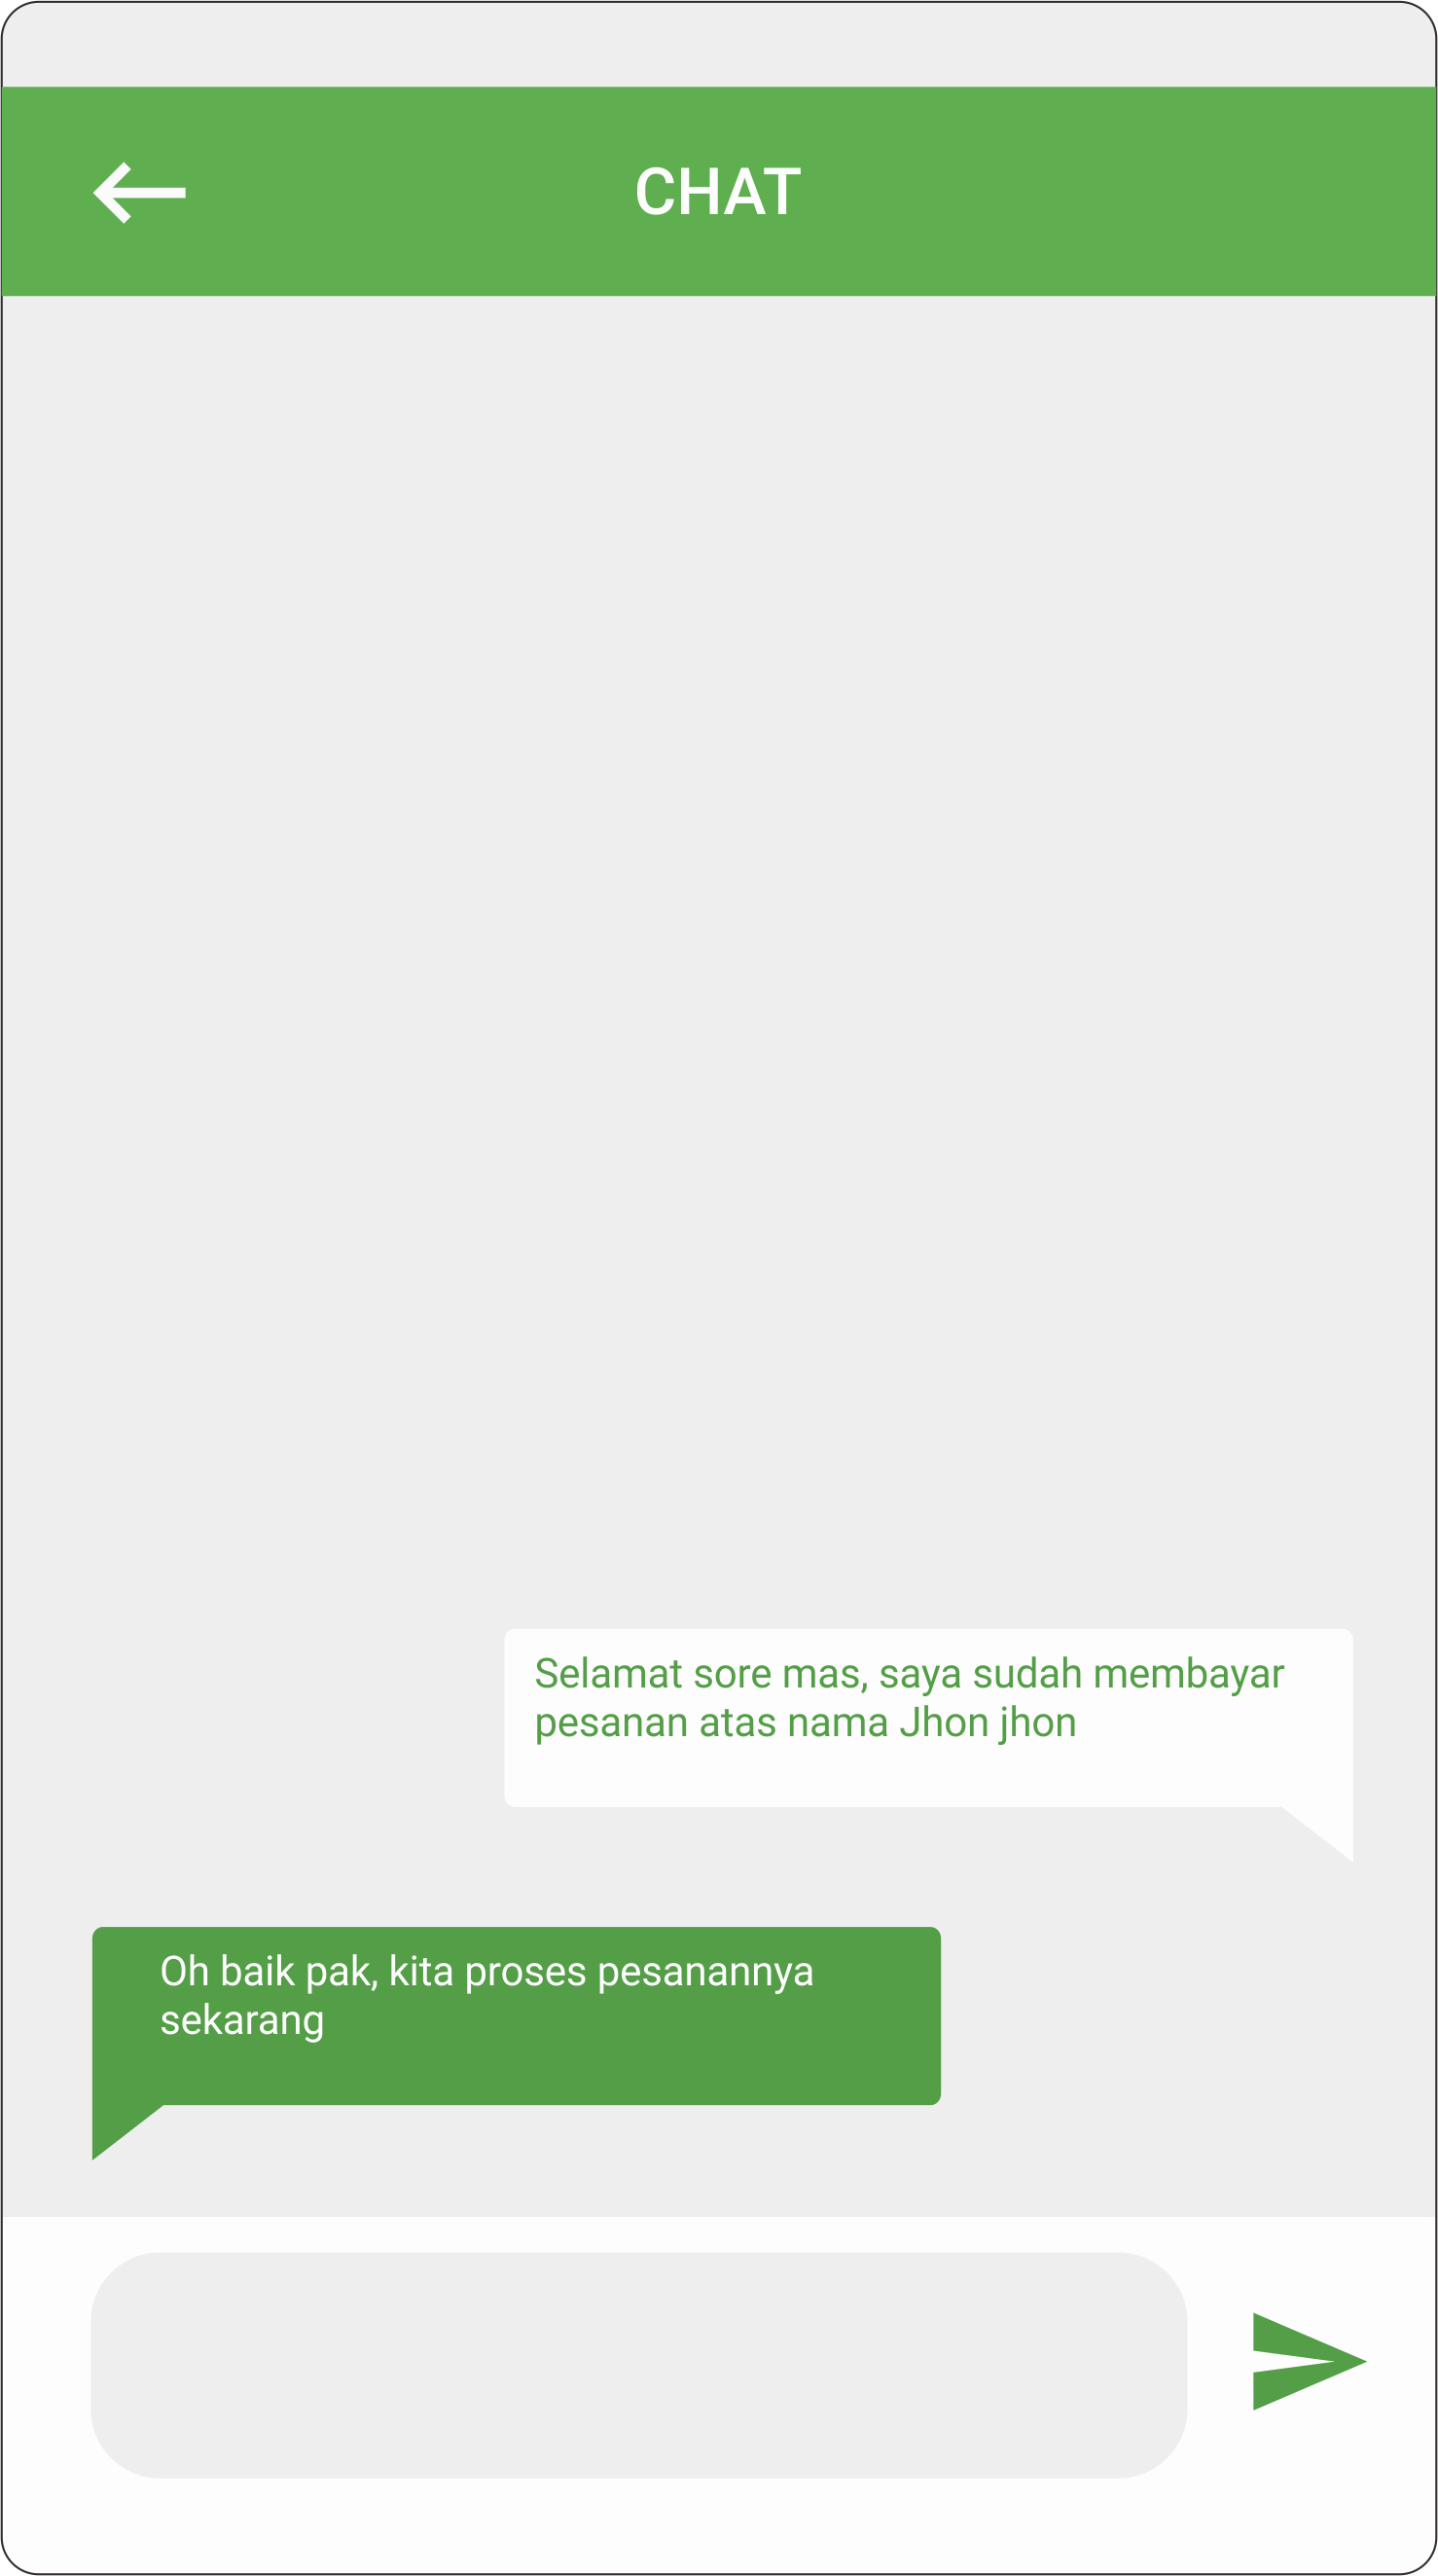 CHAT
Selamat sore mas, saya sudah membayar
pesanan atas nama Jhon jhon
Oh baik pak, kita proses pesanannya
sekarang